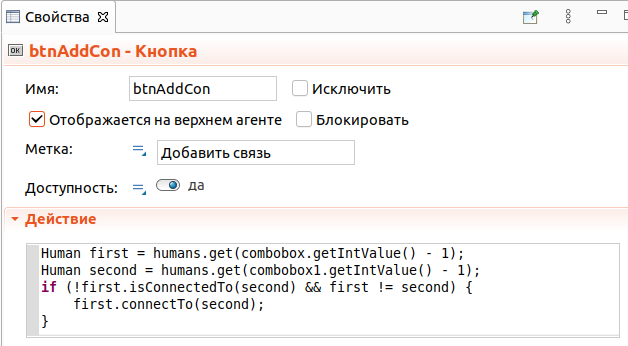 Свойства
OK btnAddCon - Кнопка
Имя: btnAddCon Исключить
Отображается на верхнем агенте Блокировать
Метка: Добавить связь
Доступность: да
Действие
Human first = humans.get(combobox.getIntValue() - 1);
Human second = humans.get(combobox1.getIntValue() - 1);
if (!first.isConnectedTo(second) && first != second) {
    first.connectTo(second);
}